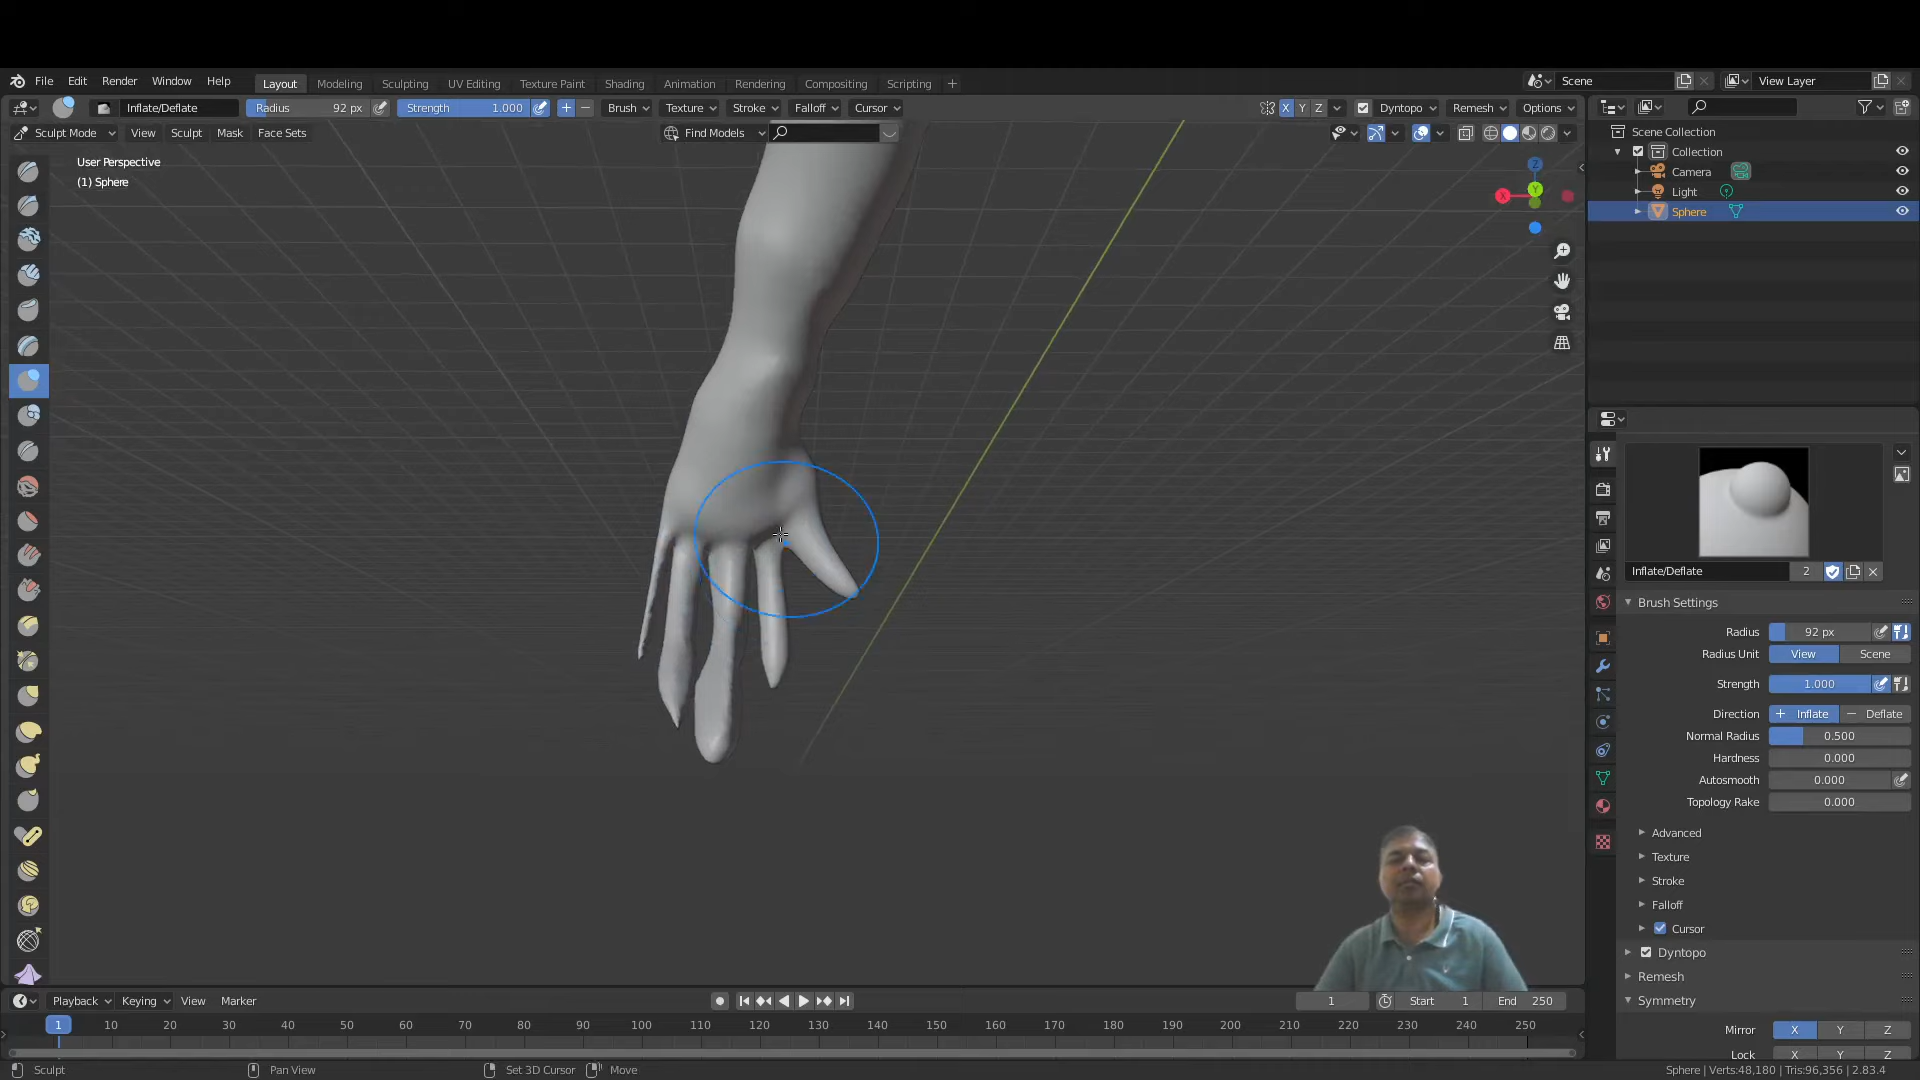 File Edit Render Window Help Layout Modeling Sculpting UV Editing Texture Paint Shading Animation Rendering Compositing Scripting + Scene View Layer
Inflate/Deflate Radius 92 px Strength 1.000 + − Brush Texture Stroke Falloff Cursor X Y Z Dyntopo Remesh Options
Sculpt Mode View Sculpt Mask Face Sets Find Models
User Perspective
(1) Sphere
Z
X
Y
Scene Collection
Collection
Camera
Light
Sphere
Inflate/Deflate 2
Brush Settings
Radius 92 px
Radius Unit View Scene
Strength 1.000
Direction + Inflate − Deflate
Normal Radius 0.500
Hardness 0.000
Autosmooth 0.000
Topology Rake 0.000
Advanced
Texture
Stroke
Falloff
Cursor
Dyntopo
Remesh
Symmetry
Mirror X Y Z
Lock X Y Z
Playback Keying View Marker 1 Start 1 End 250
1 10 20 30 40 50 60 70 80 90 100 110 120 130 140 150 160 170 180 190 200 210 220 230 240 250
Sculpt Pan View Set 3D Cursor Move Sphere | Verts:48,180 | Tris:96,356 | 2.83.4